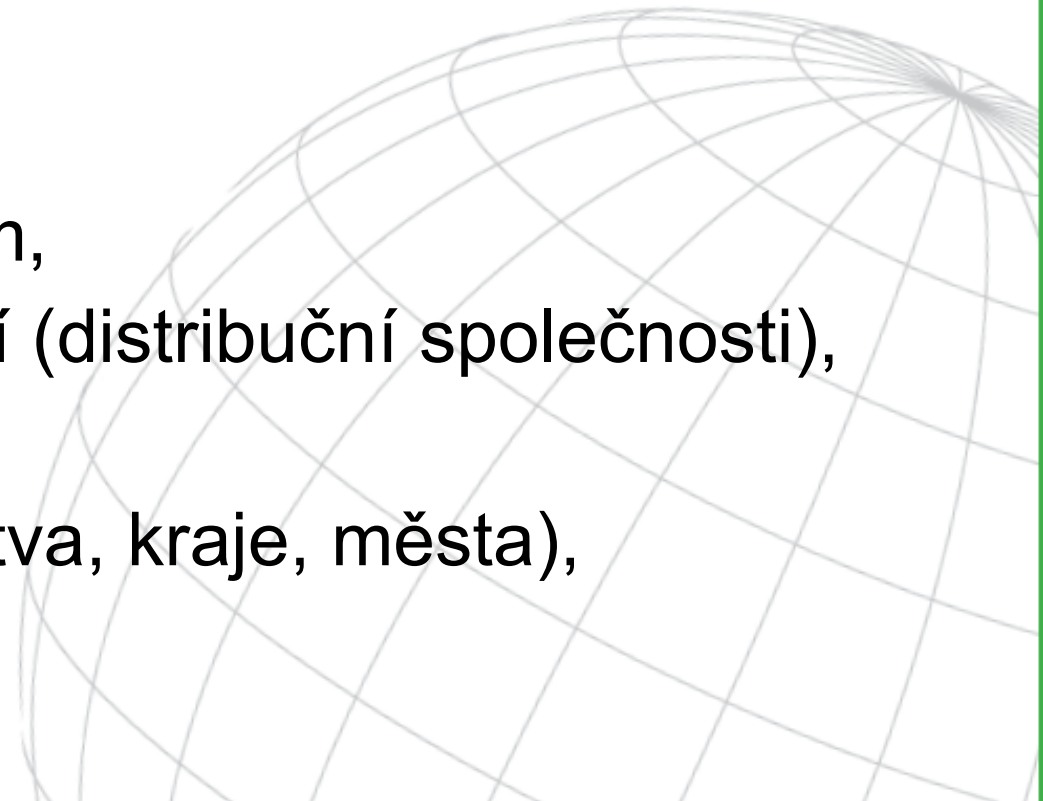 í (distribuční společnosti),
tva, kraje, města),